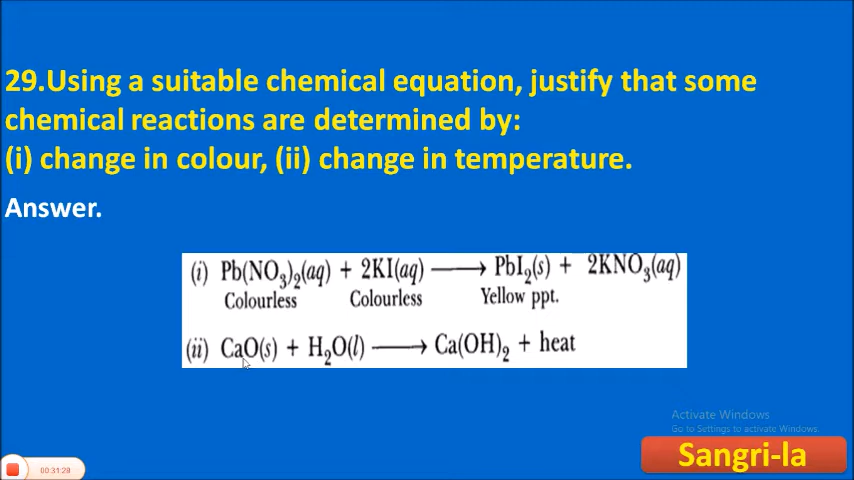 29.Using a suitable chemical equation, justify that some
chemical reactions are determined by:
(i) change in colour, (ii) change in temperature.
Answer.
(i) Pb(NO₃)₂(aq) + 2KI(aq) ⟶ PbI₂(s) + 2KNO₃(aq)
Colourless Colourless Yellow ppt.
(ii) CaO(s) + H₂O(l) ⟶ Ca(OH)₂ + heat
Activate Windows
Go to Settings to activate Windows.
Sangri-la
00:31:28